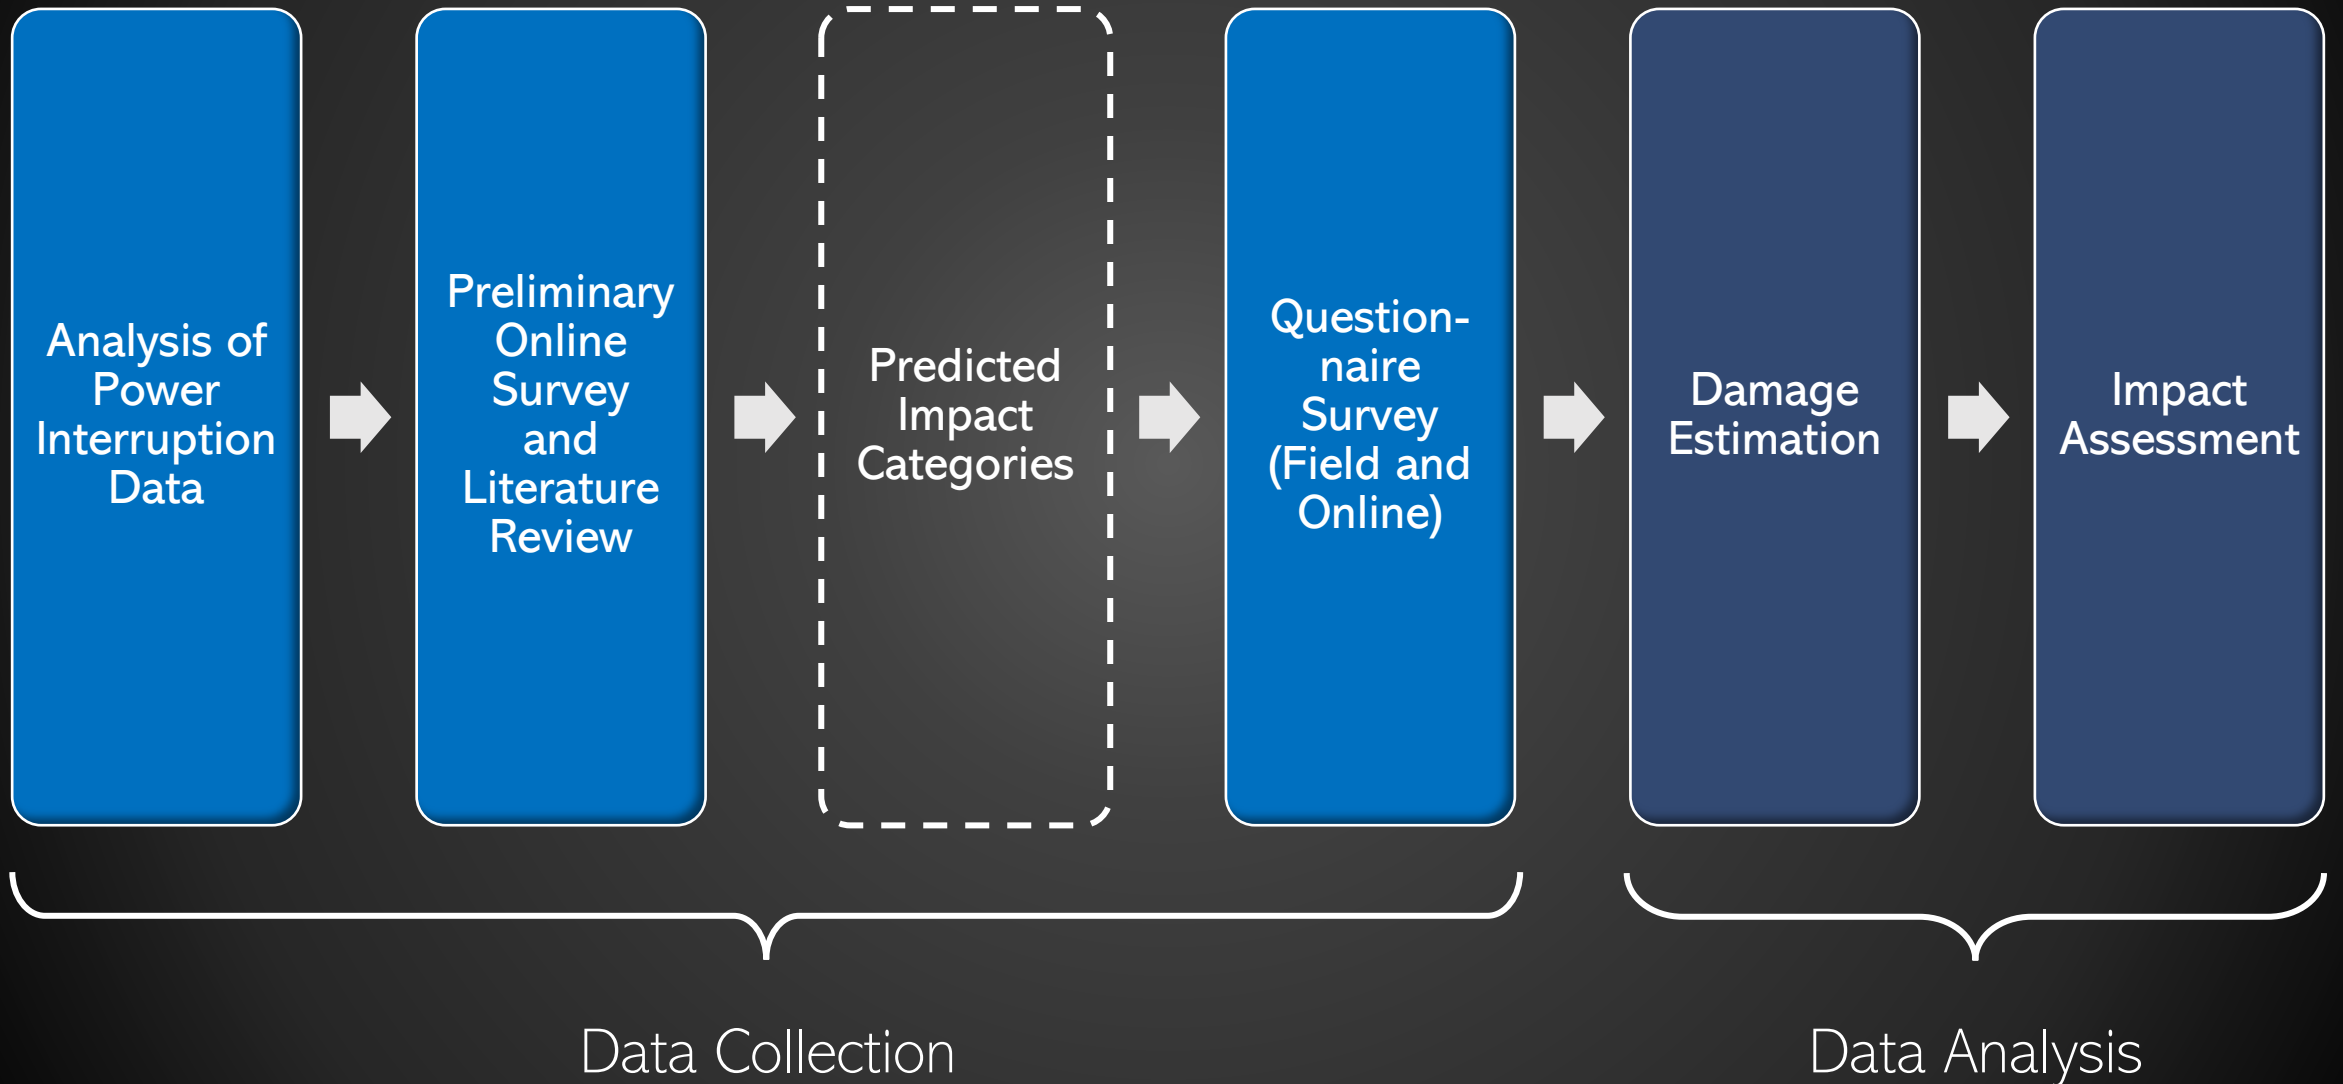 Analysis of
Power
Interruption
Data
Preliminary
Online
Survey
and
Literature
Review
Predicted
Impact
Categories
Question-
naire
Survey
(Field and
Online)
Damage
Estimation
Impact
Assessment
Data Collection
Data Analysis